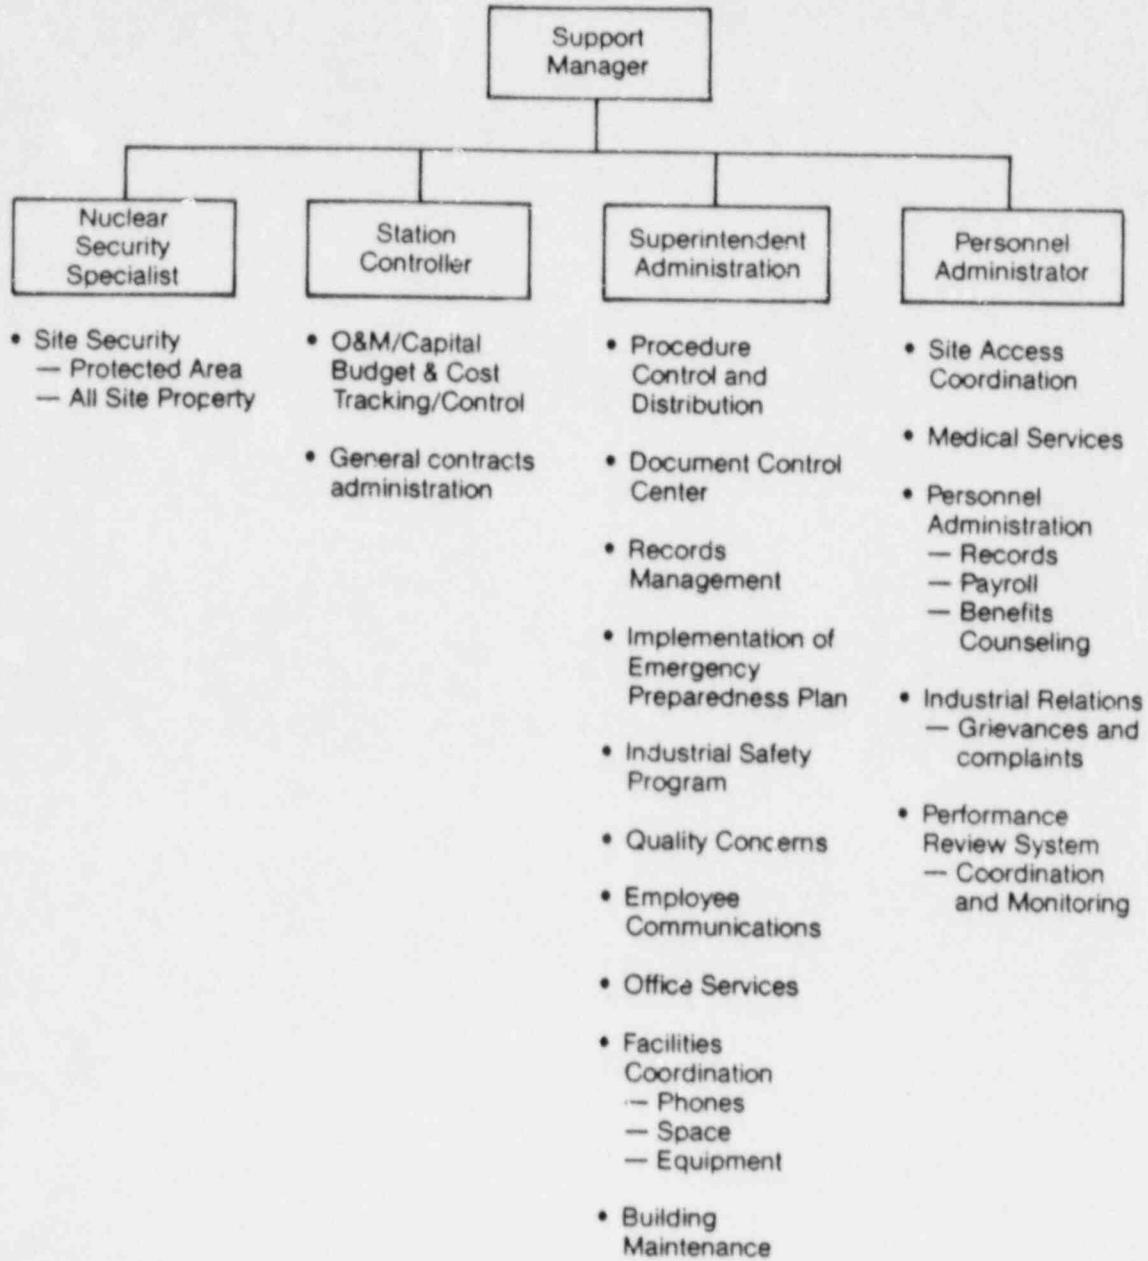 Support
Manager
Nuclear
Security
Specialist
• Site Security
— Protected Area
— All Site Property
Station
Controller
• O&M/Capital
Budget & Cost
Tracking/Control
• General contracts
administration
Superintendent
Administration
• Procedure
Control and
Distribution
• Document Control
Center
• Records
Management
• Implementation of
Emergency
Preparedness Plan
• Industrial Safety
Program
• Quality Concerns
• Employee
Communications
• Office Services
• Facilities
Coordination
— Phones
— Space
— Equipment
• Building
Maintenance
Personnel
Administrator
• Site Access
Coordination
• Medical Services
• Personnel
Administration
— Records
— Payroll
— Benefits
Counseling
• Industrial Relations
— Grievances and
complaints
• Performance
Review System
— Coordination
and Monitoring